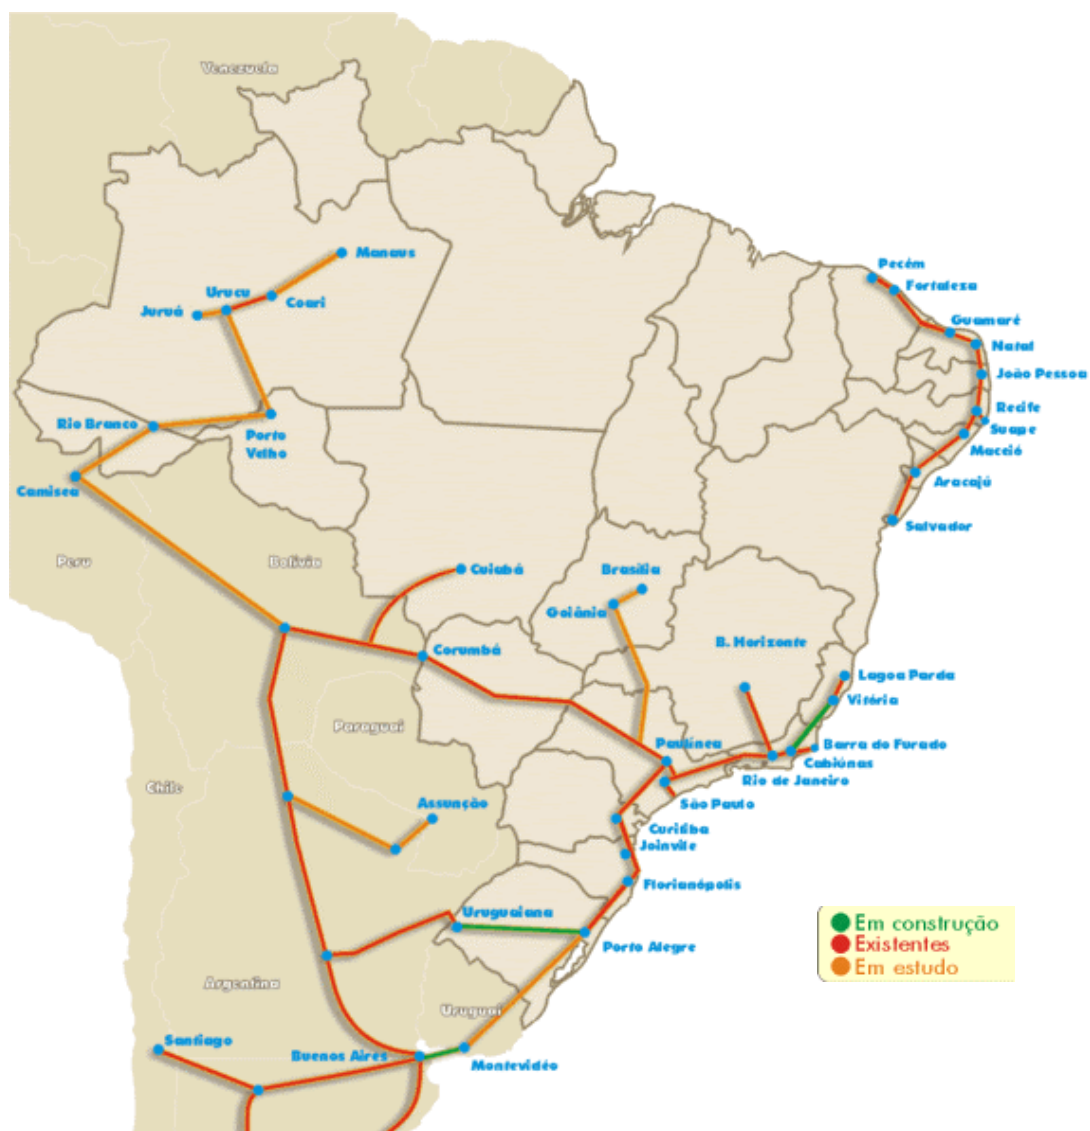 Venezuela
Manaus
Urucu
Coari
Juruá
Pecém
Fortaleza
Guamaré
Natal
João Pessoa
Recife
Suape
Maceió
Aracajú
Salvador
Rio Branco
Porto
Velho
Camisea
Peru
Bolívia
Cuiabá
Brasília
Goiânia
Corumbá
B. Horizonte
Lagoa Parda
Vitória
Paraguai
Paulínea
Barra do Furado
Cabiúnas
Rio de Janeiro
Chile
Assunção
São Paulo
Curitiba
Joinvile
Florianópolis
Uruguaiana
Porto Alegre
Em construção
Existentes
Em estudo
Argentina
Uruguai
Santiago
Buenos Aires
Montevidéo